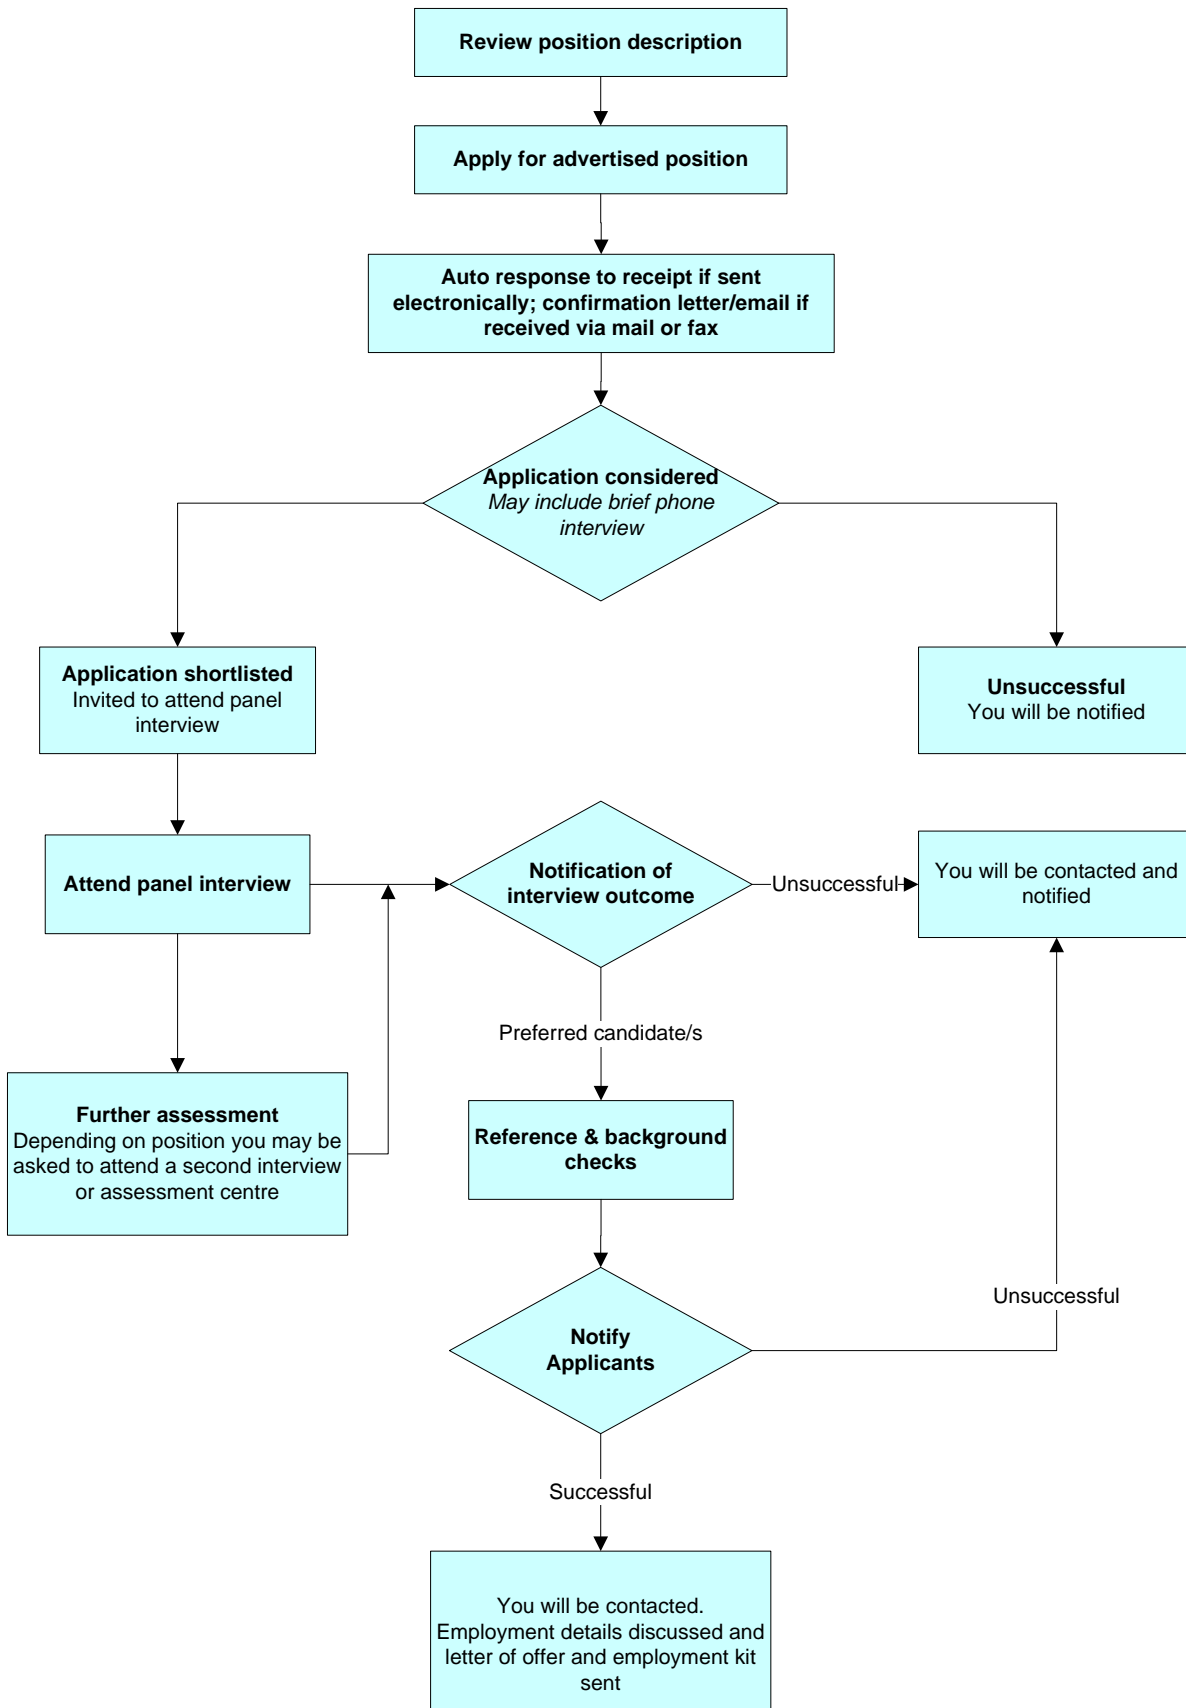 Review position description
Apply for advertised position
Auto response to receipt if sent
electronically; confirmation letter/email if
received via mail or fax
Application considered
May include brief phone
interview
Application shortlisted
Invited to attend panel
interview
Unsuccessful
You will be notified
Attend panel interview
Notification of
interview outcome
Unsuccessful
You will be contacted and
notified
Preferred candidate/s
Further assessment
Depending on position you may be
asked to attend a second interview
or assessment centre
Reference & background
checks
Unsuccessful
Notify
Applicants
Successful
You will be contacted.
Employment details discussed and
letter of offer and employment kit
sent